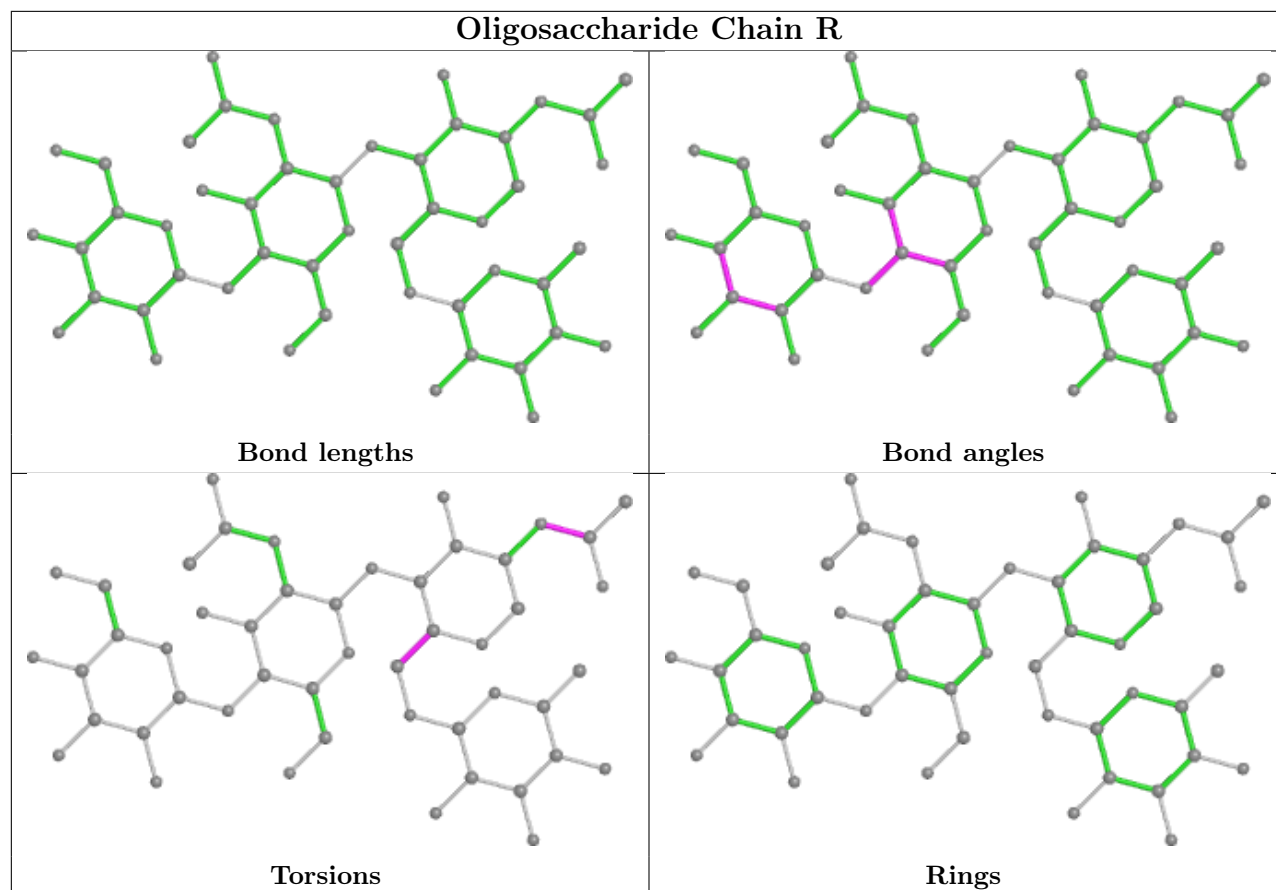 Oligosaccharide Chain R
Bond lengths
Bond angles
Torsions
Rings